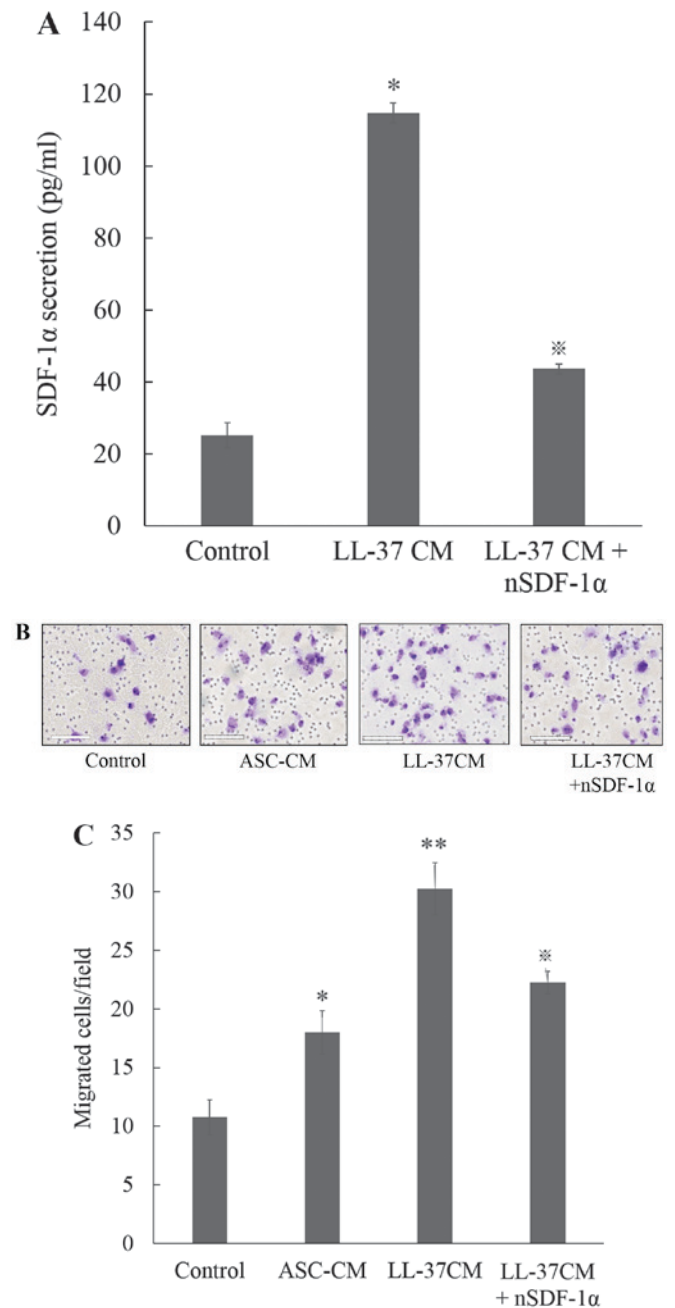 A
140
120
100
80
60
40
20
0
SDF-1α secretion (pg/ml)
*
※
Control
LL-37 CM
LL-37 CM +
nSDF-1α
B
Control
ASC-CM
LL-37CM
LL-37CM
+nSDF-1α
C
35
30
25
20
15
10
5
0
Migrated cells/field
*
**
※
Control
ASC-CM
LL-37CM
LL-37CM
+ nSDF-1α